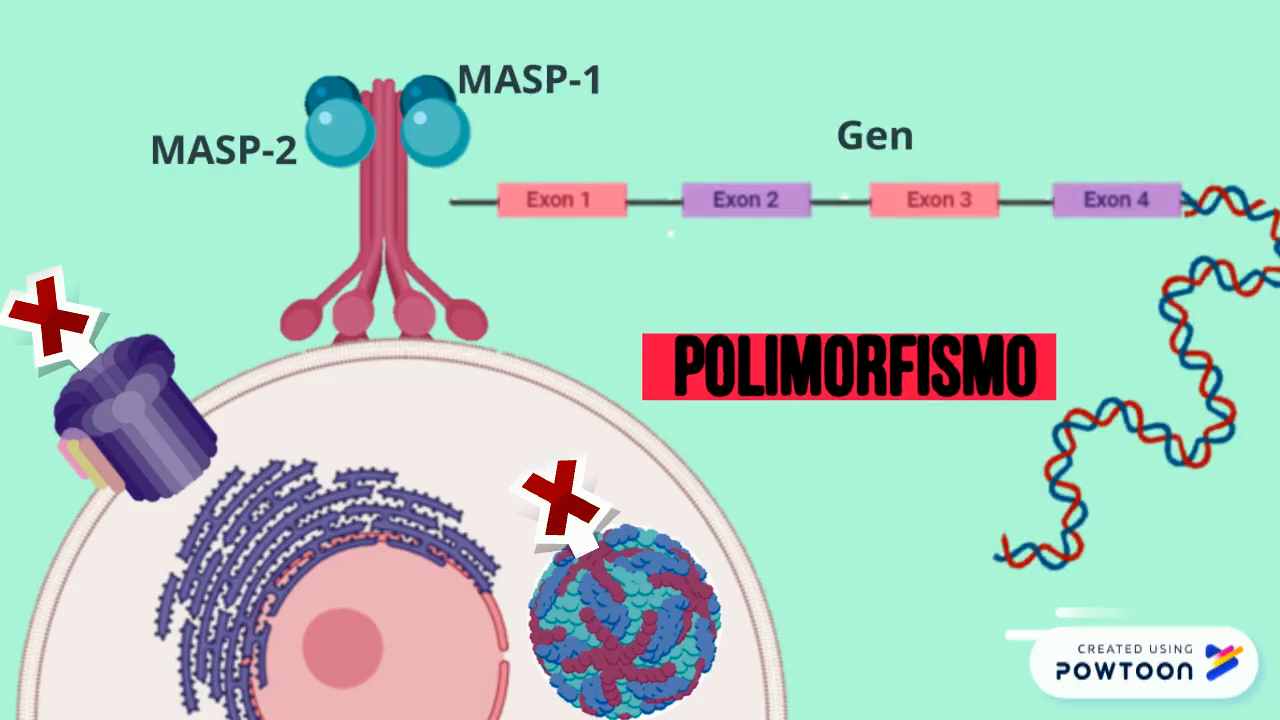 MASP-1
MASP-2
Gen
Exon 1
Exon 2
Exon 3
Exon 4
POLIMORFISMO
CREATED USING
POWTOON